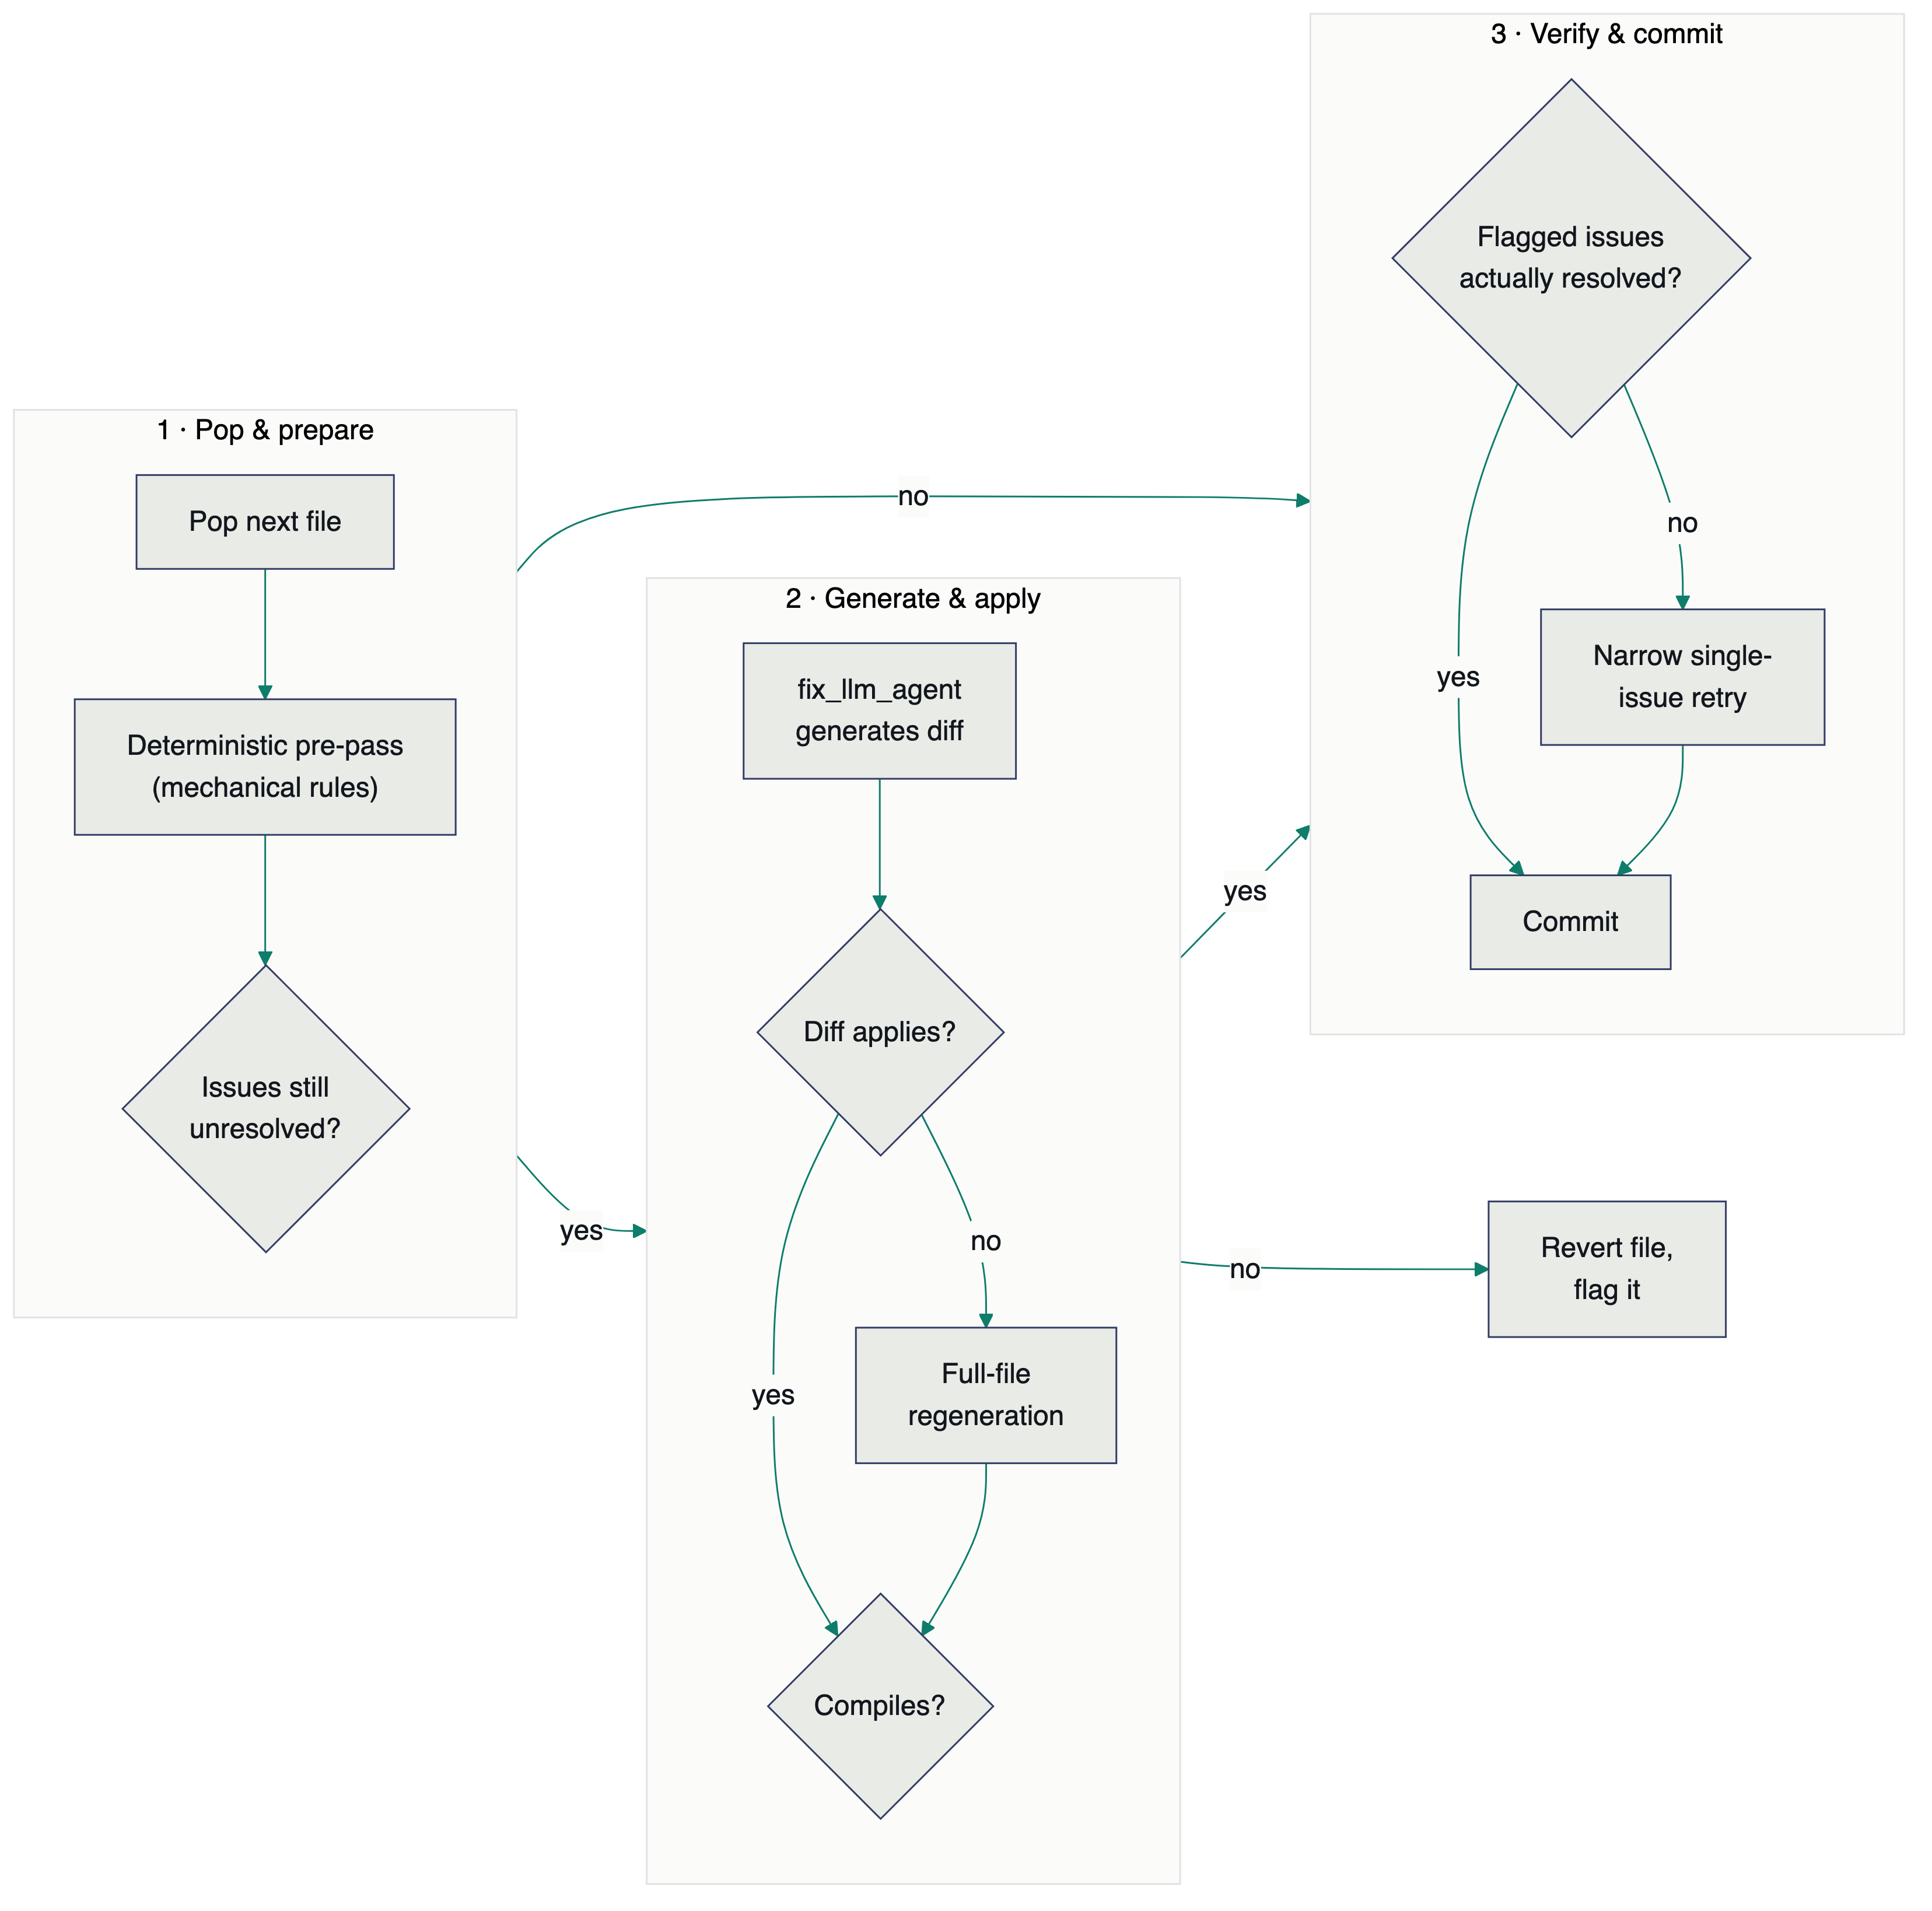 1 · Pop & prepare
Pop next file
Deterministic pre-pass
(mechanical rules)
Issues still
unresolved?
no
yes
2 · Generate & apply
fix_llm_agent
generates diff
Diff applies?
no
yes
Full-file
regeneration
Compiles?
yes
no
3 · Verify & commit
Flagged issues
actually resolved?
no
yes
Narrow single-
issue retry
Commit
Revert file,
flag it